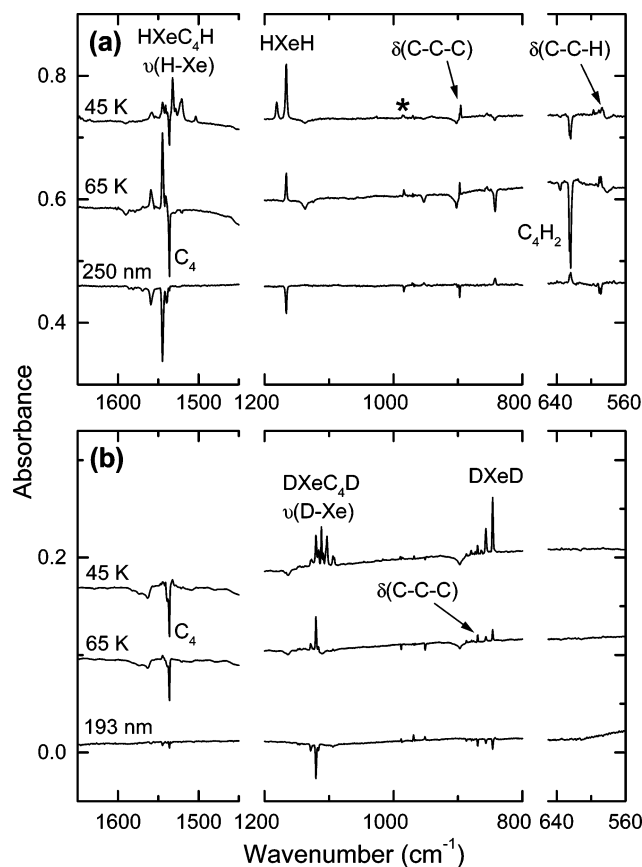 (a)
HXeC₄H
υ(H-Xe)
HXeH
δ(C-C-C)
δ(C-C-H)
0.8
45 K
*
0.6
65 K
C₄
C₄H₂
250 nm
0.4
1600 1500 1200 1000 800 640 560
Absorbance
(b)
DXeC₄D
υ(D-Xe)
DXeD
0.2
45 K
C₄
δ(C-C-C)
65 K
193 nm
0.0
1600 1500 1200 1000 800 640 560
Wavenumber (cm⁻¹)